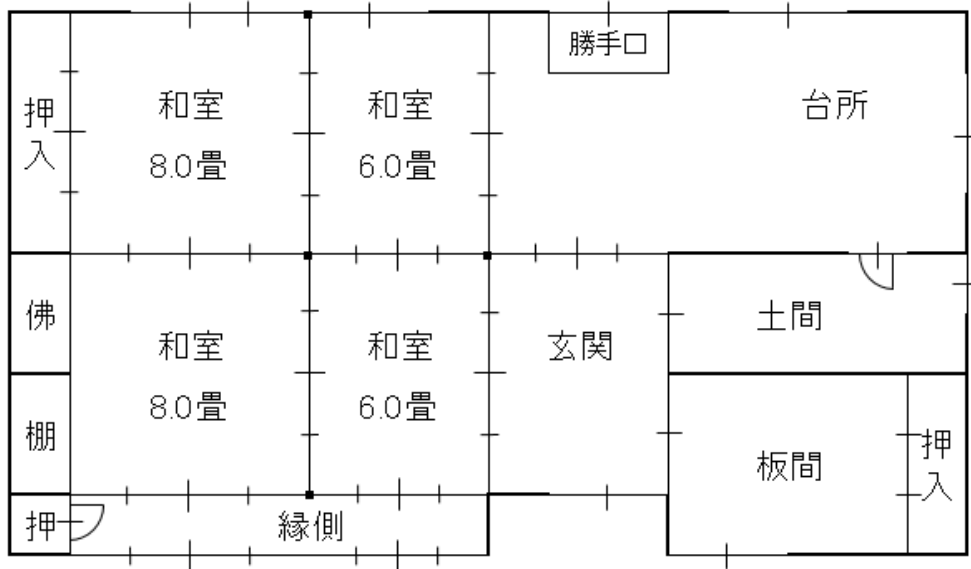 押入
和室
8.0畳
和室
6.0畳
勝手口
台所
佛
和室
8.0畳
和室
6.0畳
玄関
土間
棚
板間
押入
押
縁側